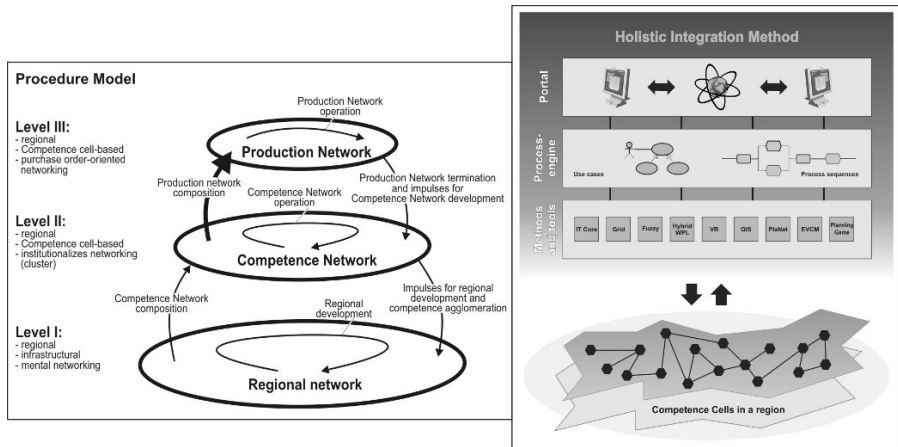 Procedure Model
Level III:
- regional
- Competence cell-based
- purchase order-oriented
networking
Production Network
operation
Production Network
Production network
composition
Production Network termination
and impulses for
Competence Network development
Level II:
- regional
- Competence cell-based
- institutionalizes networking
(cluster)
Competence Network
operation
Competence Network
Competence Network
composition
Impulses for regional
development and
competence agglomeration
Level I:
- regional
- infrastructural
- mental networking
Regional
development
Regional network
Holistic Integration Method
Portal
Process-
engine
Use cases
Process sequences
Methods
and tools
IT Core
Grid
Fuzzy
Hybrid
WPL
VR
QIS
PlaNet
EVCM
Planning
Game
Competence Cells in a region